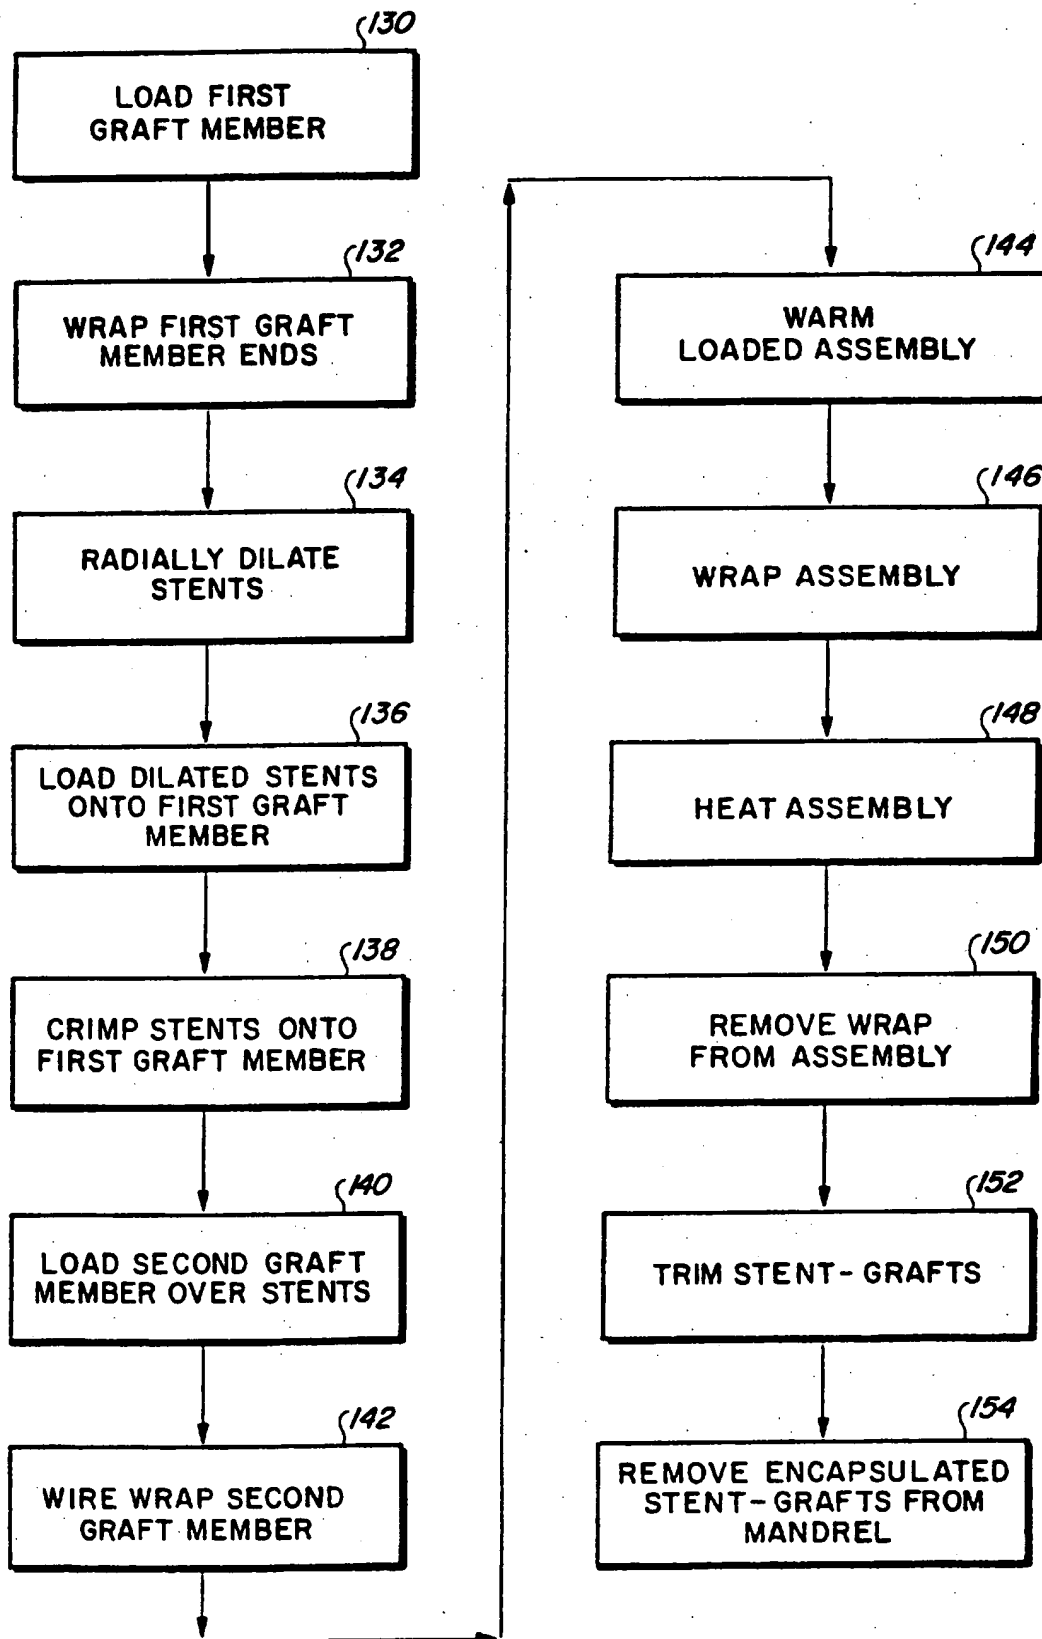 130
LOAD FIRST
GRAFT MEMBER
132
WRAP FIRST GRAFT
MEMBER ENDS
134
RADIALLY DILATE
STENTS
136
LOAD DILATED STENTS
ONTO FIRST GRAFT
MEMBER
138
CRIMP STENTS ONTO
FIRST GRAFT MEMBER
140
LOAD SECOND GRAFT
MEMBER OVER STENTS
142
WIRE WRAP SECOND
GRAFT MEMBER
144
WARM
LOADED ASSEMBLY
146
WRAP ASSEMBLY
148
HEAT ASSEMBLY
150
REMOVE WRAP
FROM ASSEMBLY
152
TRIM STENT-GRAFTS
154
REMOVE ENCAPSULATED
STENT-GRAFTS FROM
MANDREL